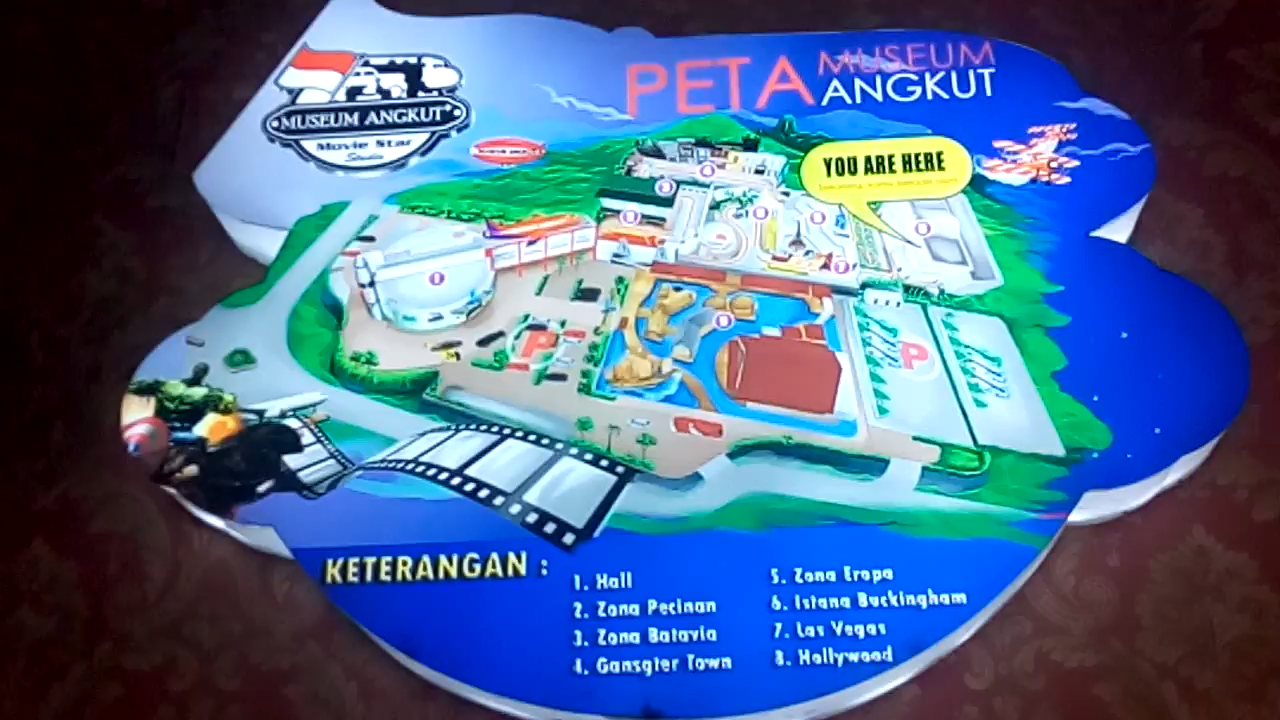 MUSEUM ANGKUT
Movie Star
Studio
PETA MUSEUM
ANGKUT
YOU ARE HERE
P
P
KETERANGAN :
1. Hall
2. Zona Pecinan
3. Zona Batavia
4. Gansgter Town
5. Zona Eropa
6. Istana Buckingham
7. Las Vegas
8. Hollywood